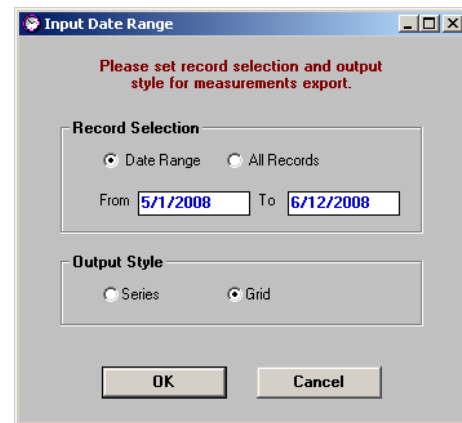 Input Date Range
Please set record selection and output
style for measurements export.
Record Selection
Date Range All Records
From 5/1/2008 To 6/12/2008
Output Style
Series Grid
OK Cancel